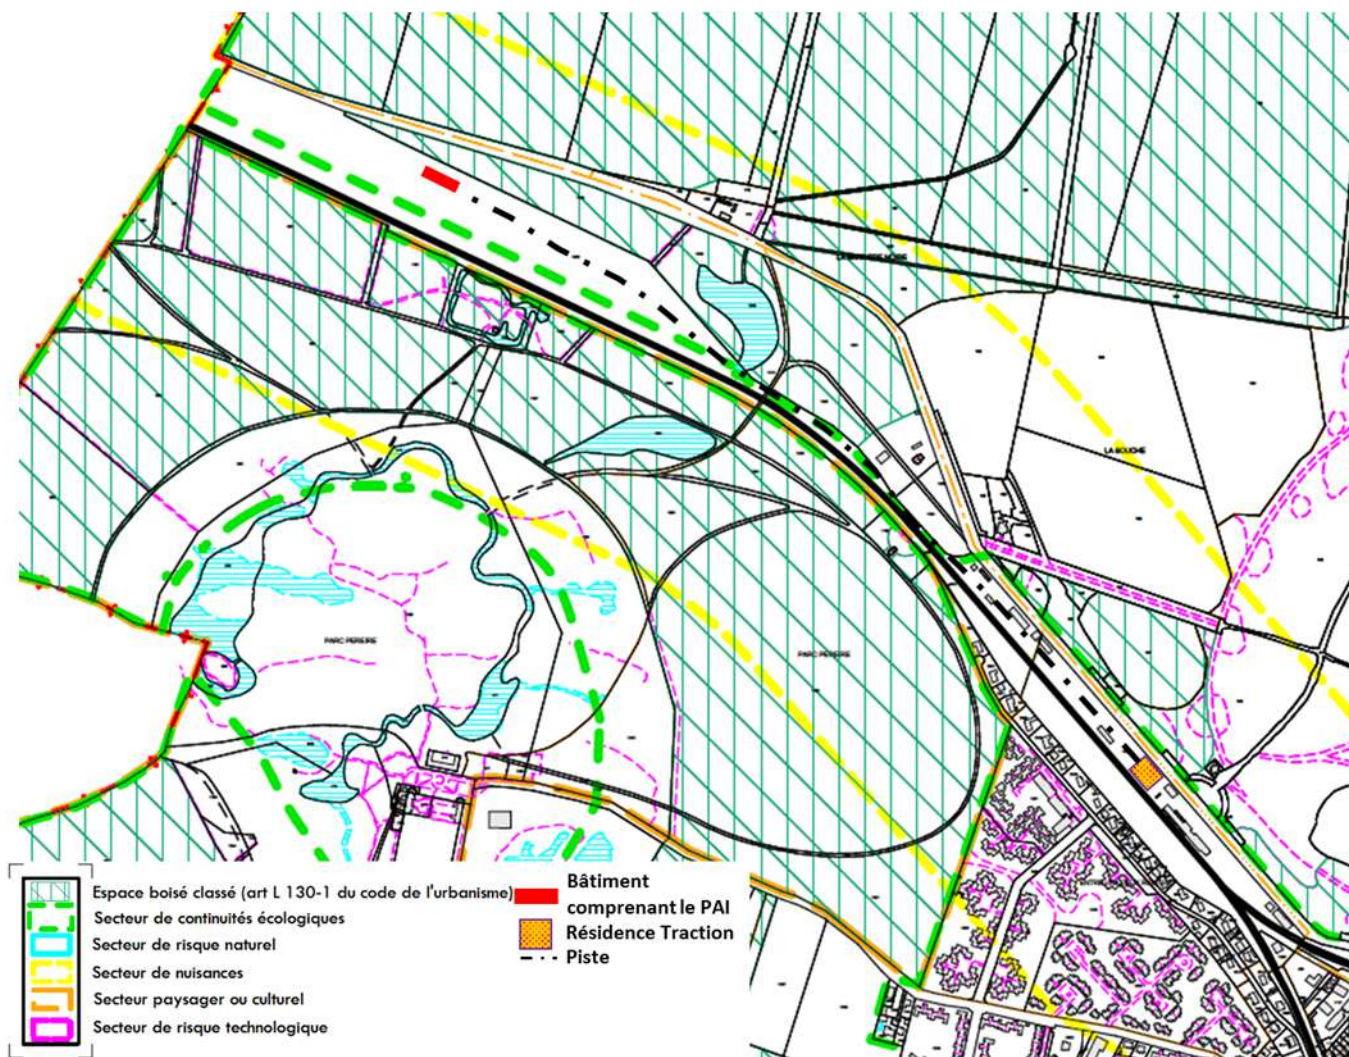 LA BOUCHE
PARC PEREIRE
PARC PEREIRE
Espace boisé classé (art L 130-1 du code de l'urbanisme)
Secteur de continuités écologiques
Secteur de risque naturel
Secteur de nuisances
Secteur paysager ou culturel
Secteur de risque technologique
Bâtiment
comprenant le PAI
Résidence Traction
Piste